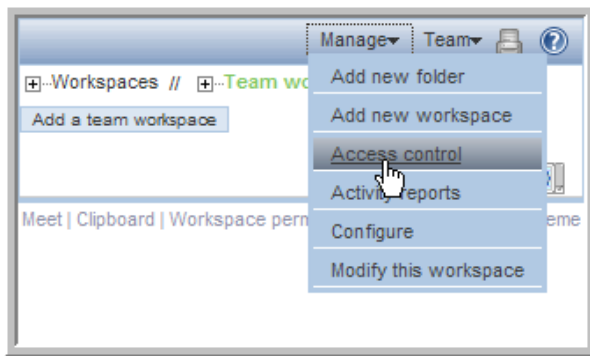 Manage Team
Workspaces // Team wo
Add a team workspace
Add new folder
Add new workspace
Access control
Activity reports
Configure
Modify this workspace
Meet | Clipboard | Workspace perm eme